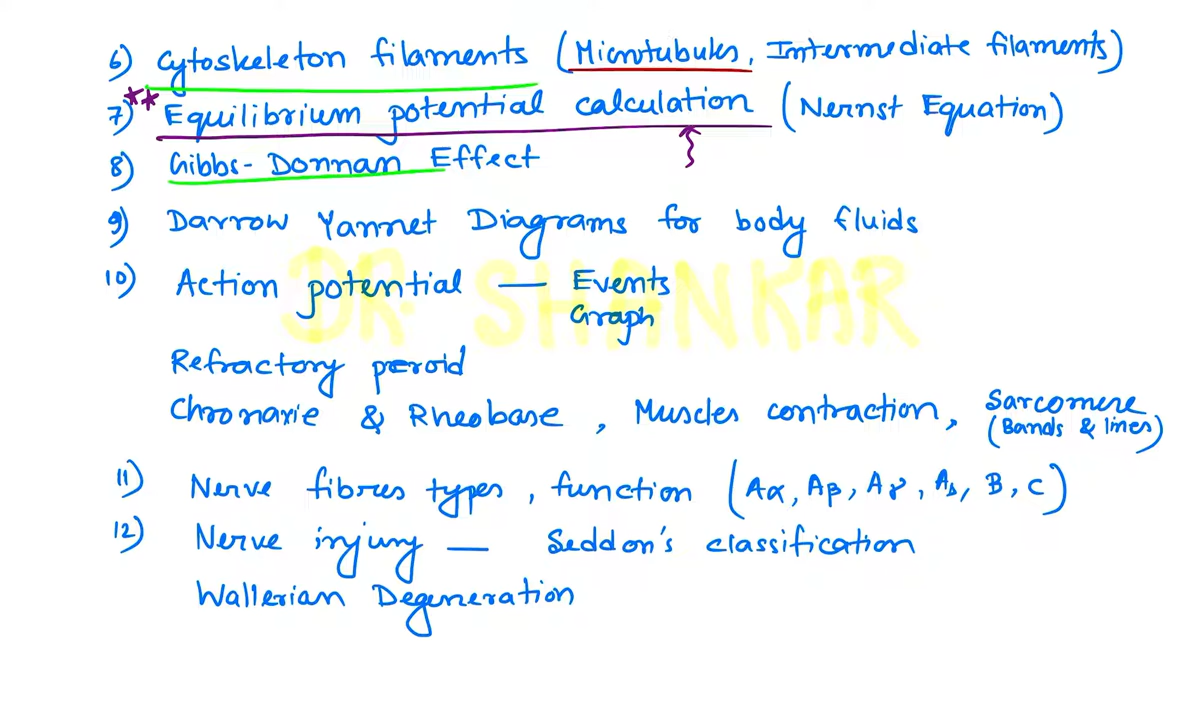 6) Cytoskeleton filaments (Microtubules, Intermediate filaments)
7)** Equilibrium potential calculation (Nernst Equation)
8) Gibbs-Donnan Effect
9) Darrow Yannet Diagrams for body fluids
10) Action potential — Events
Graph
DR SHANKAR
Refractory peroid
Chronaxie & Rheobase, Muscles contraction, Sarcomere
(Bands & lines)
11) Nerve fibres types, function (Aα, Aβ, Aγ, Aδ, B, C)
12) Nerve injury — Seddon's classification
Wallerian Degeneration